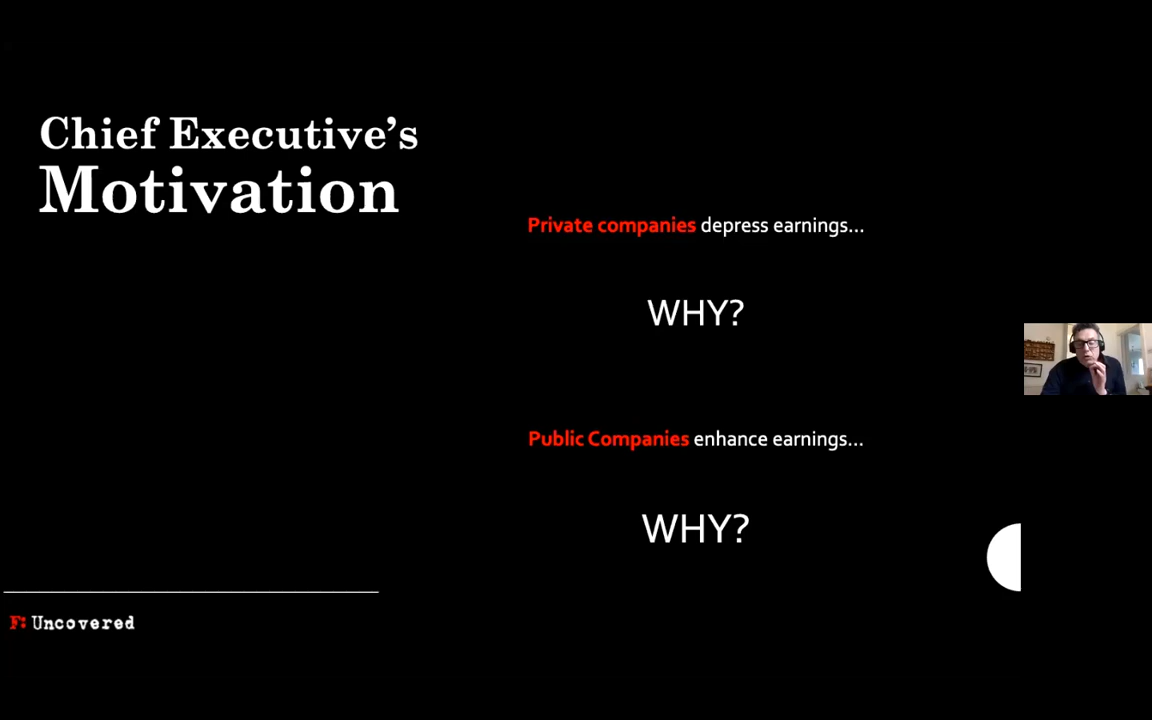 Chief Executive’s
Motivation
Private companies depress earnings...
WHY?
Public Companies enhance earnings...
WHY?
F: Uncovered